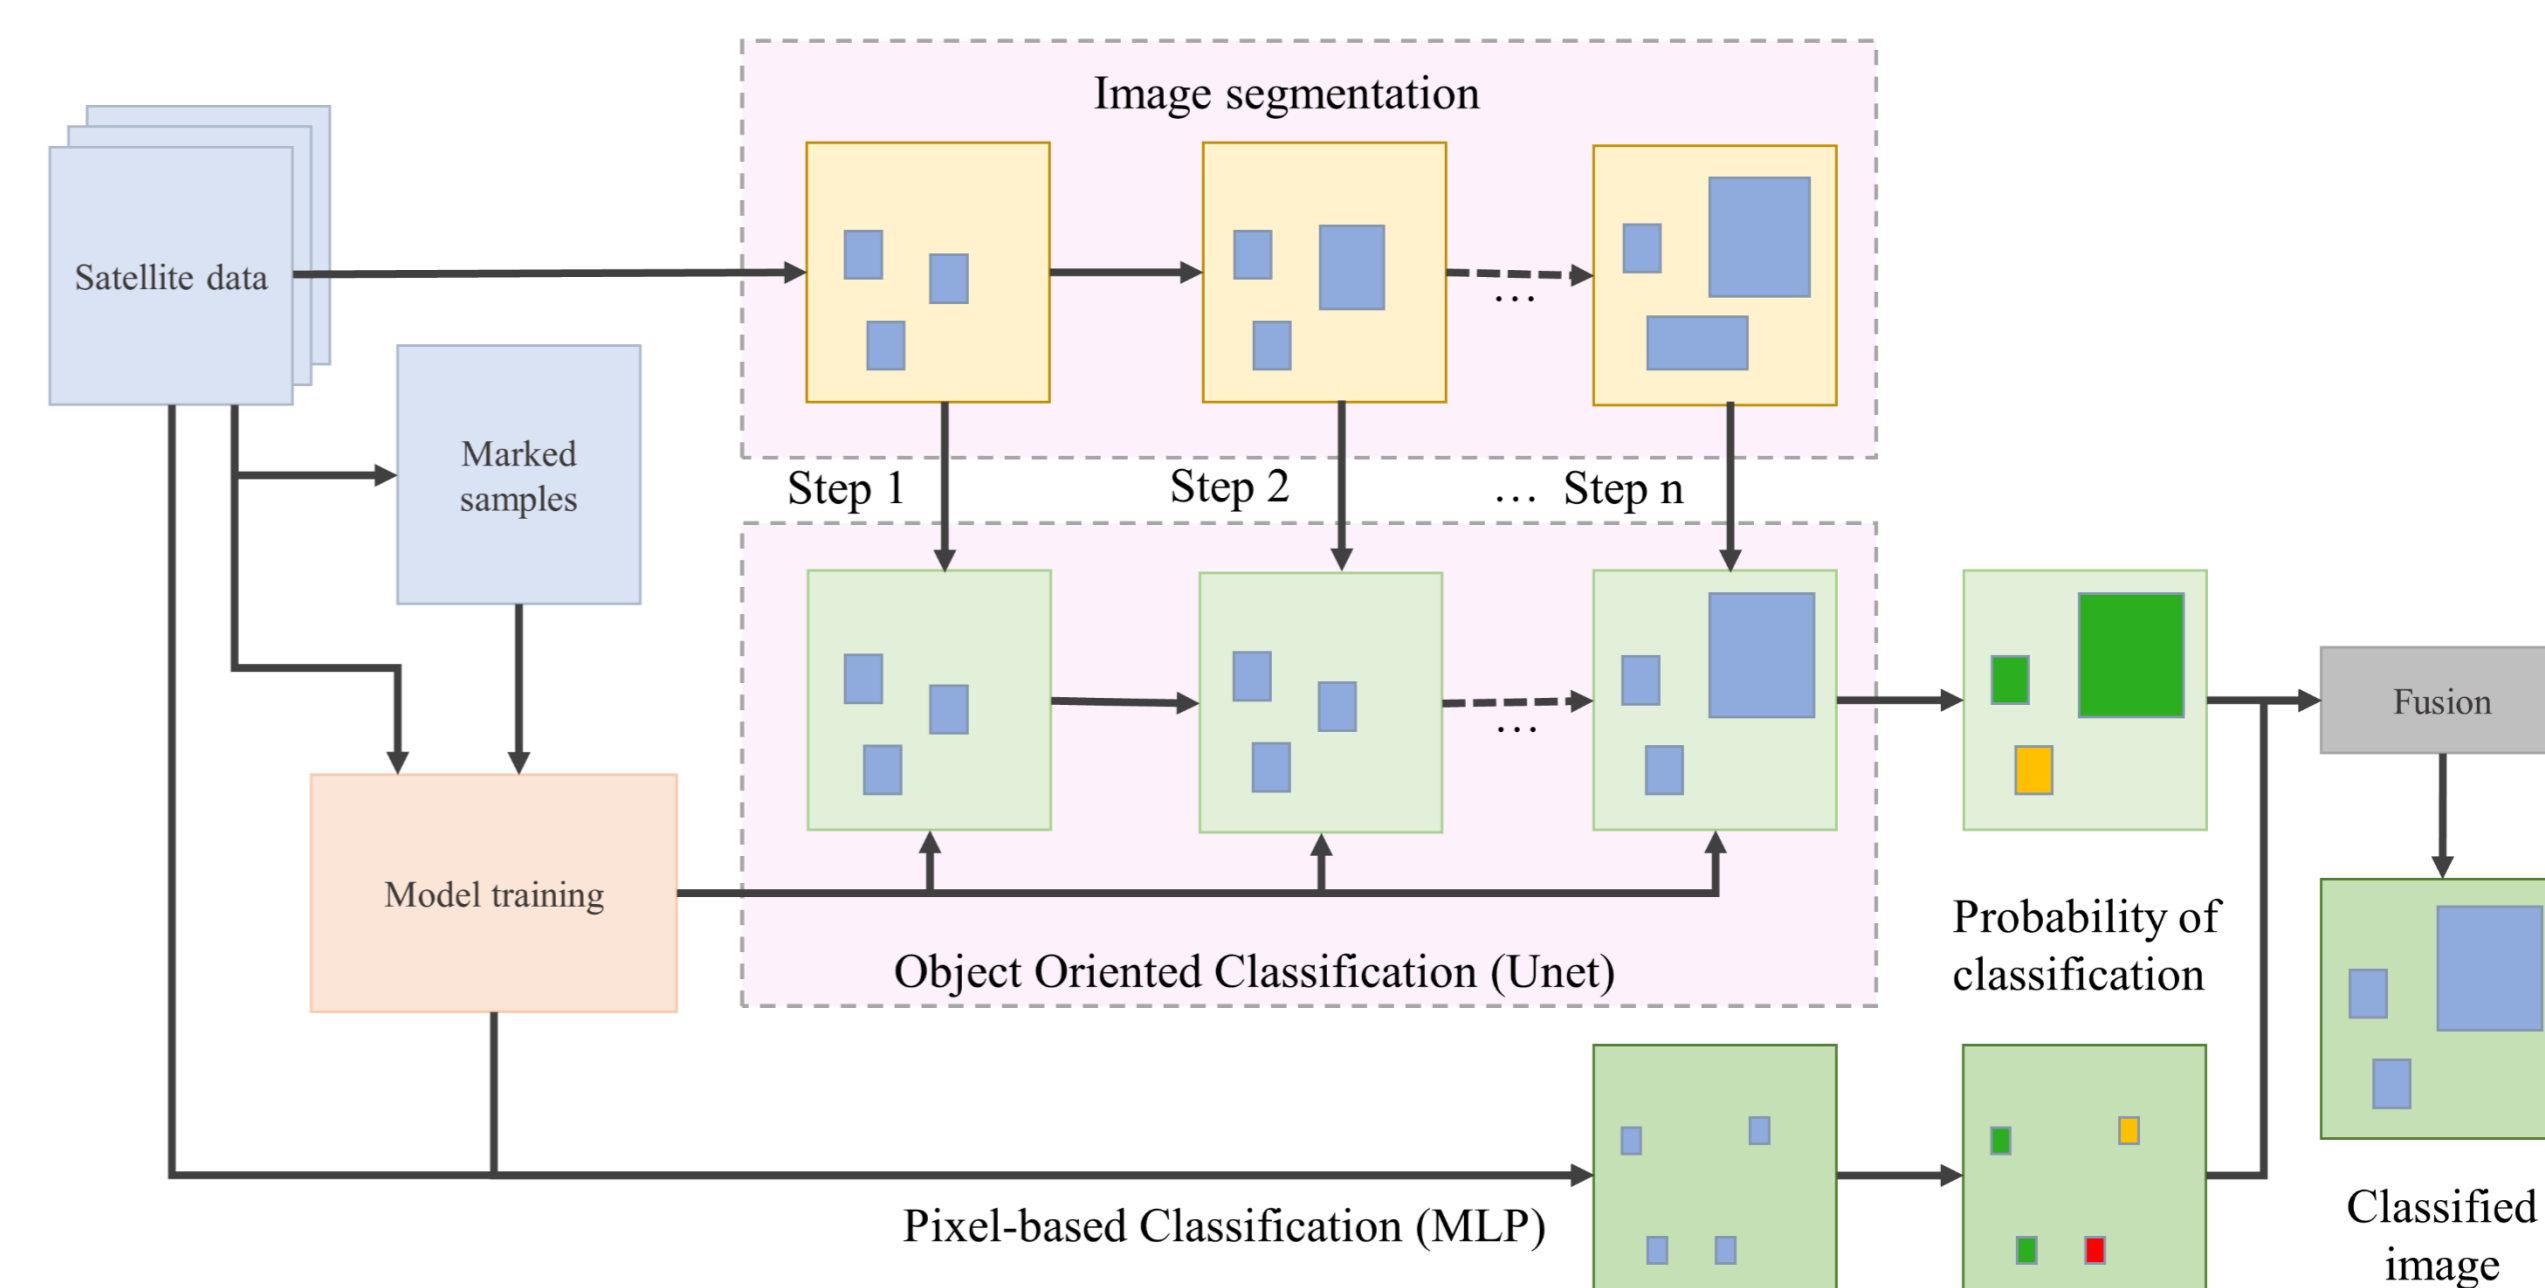 Image segmentation
Satellite data
…
Marked
samples
Step 1
Step 2
… Step n
…
Fusion
Model training
Probability of
classification
Object Oriented Classification (Unet)
Pixel-based Classification (MLP)
Classified
image